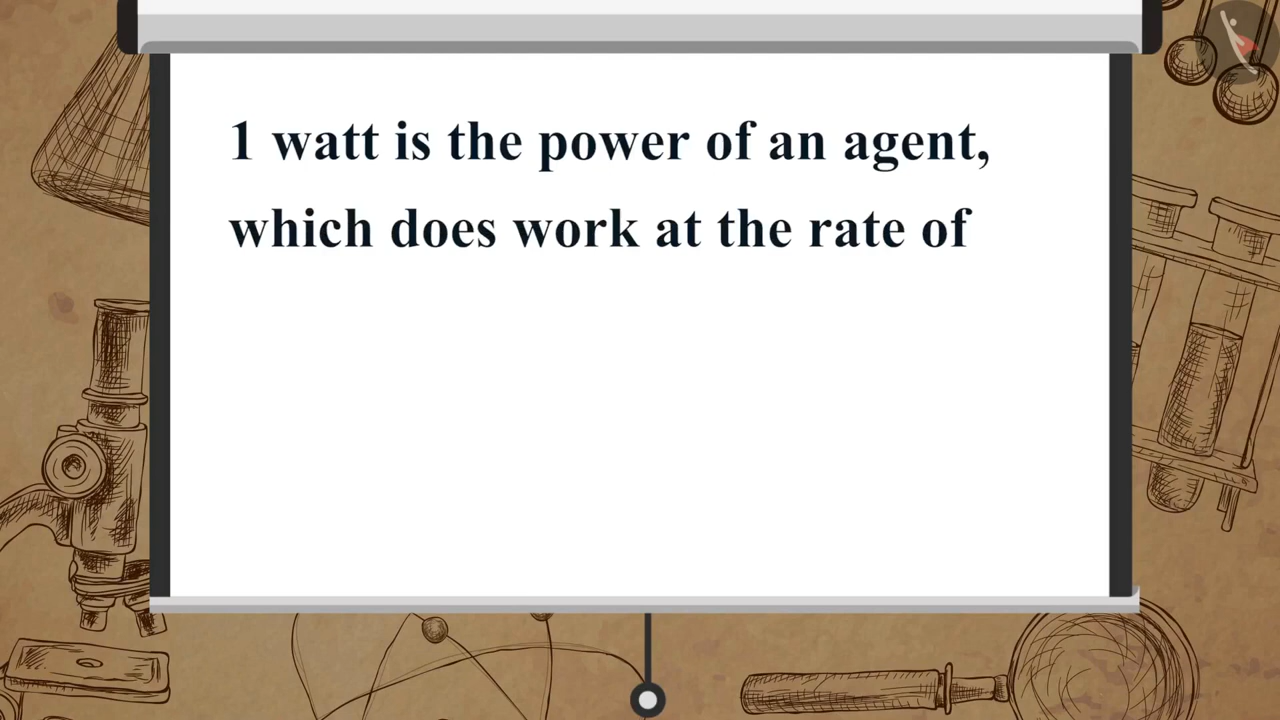 1 watt is the power of an agent,
which does work at the rate of